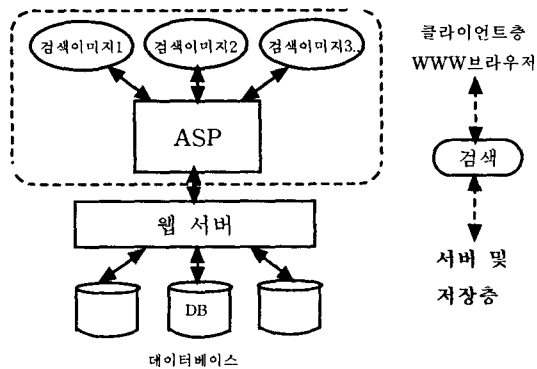 검색이미지1
검색이미지2
검색이미지3..
ASP
웹 서버
DB
데이터베이스
클라이언트층
WWW브라우저
검색
서버 및
저장층